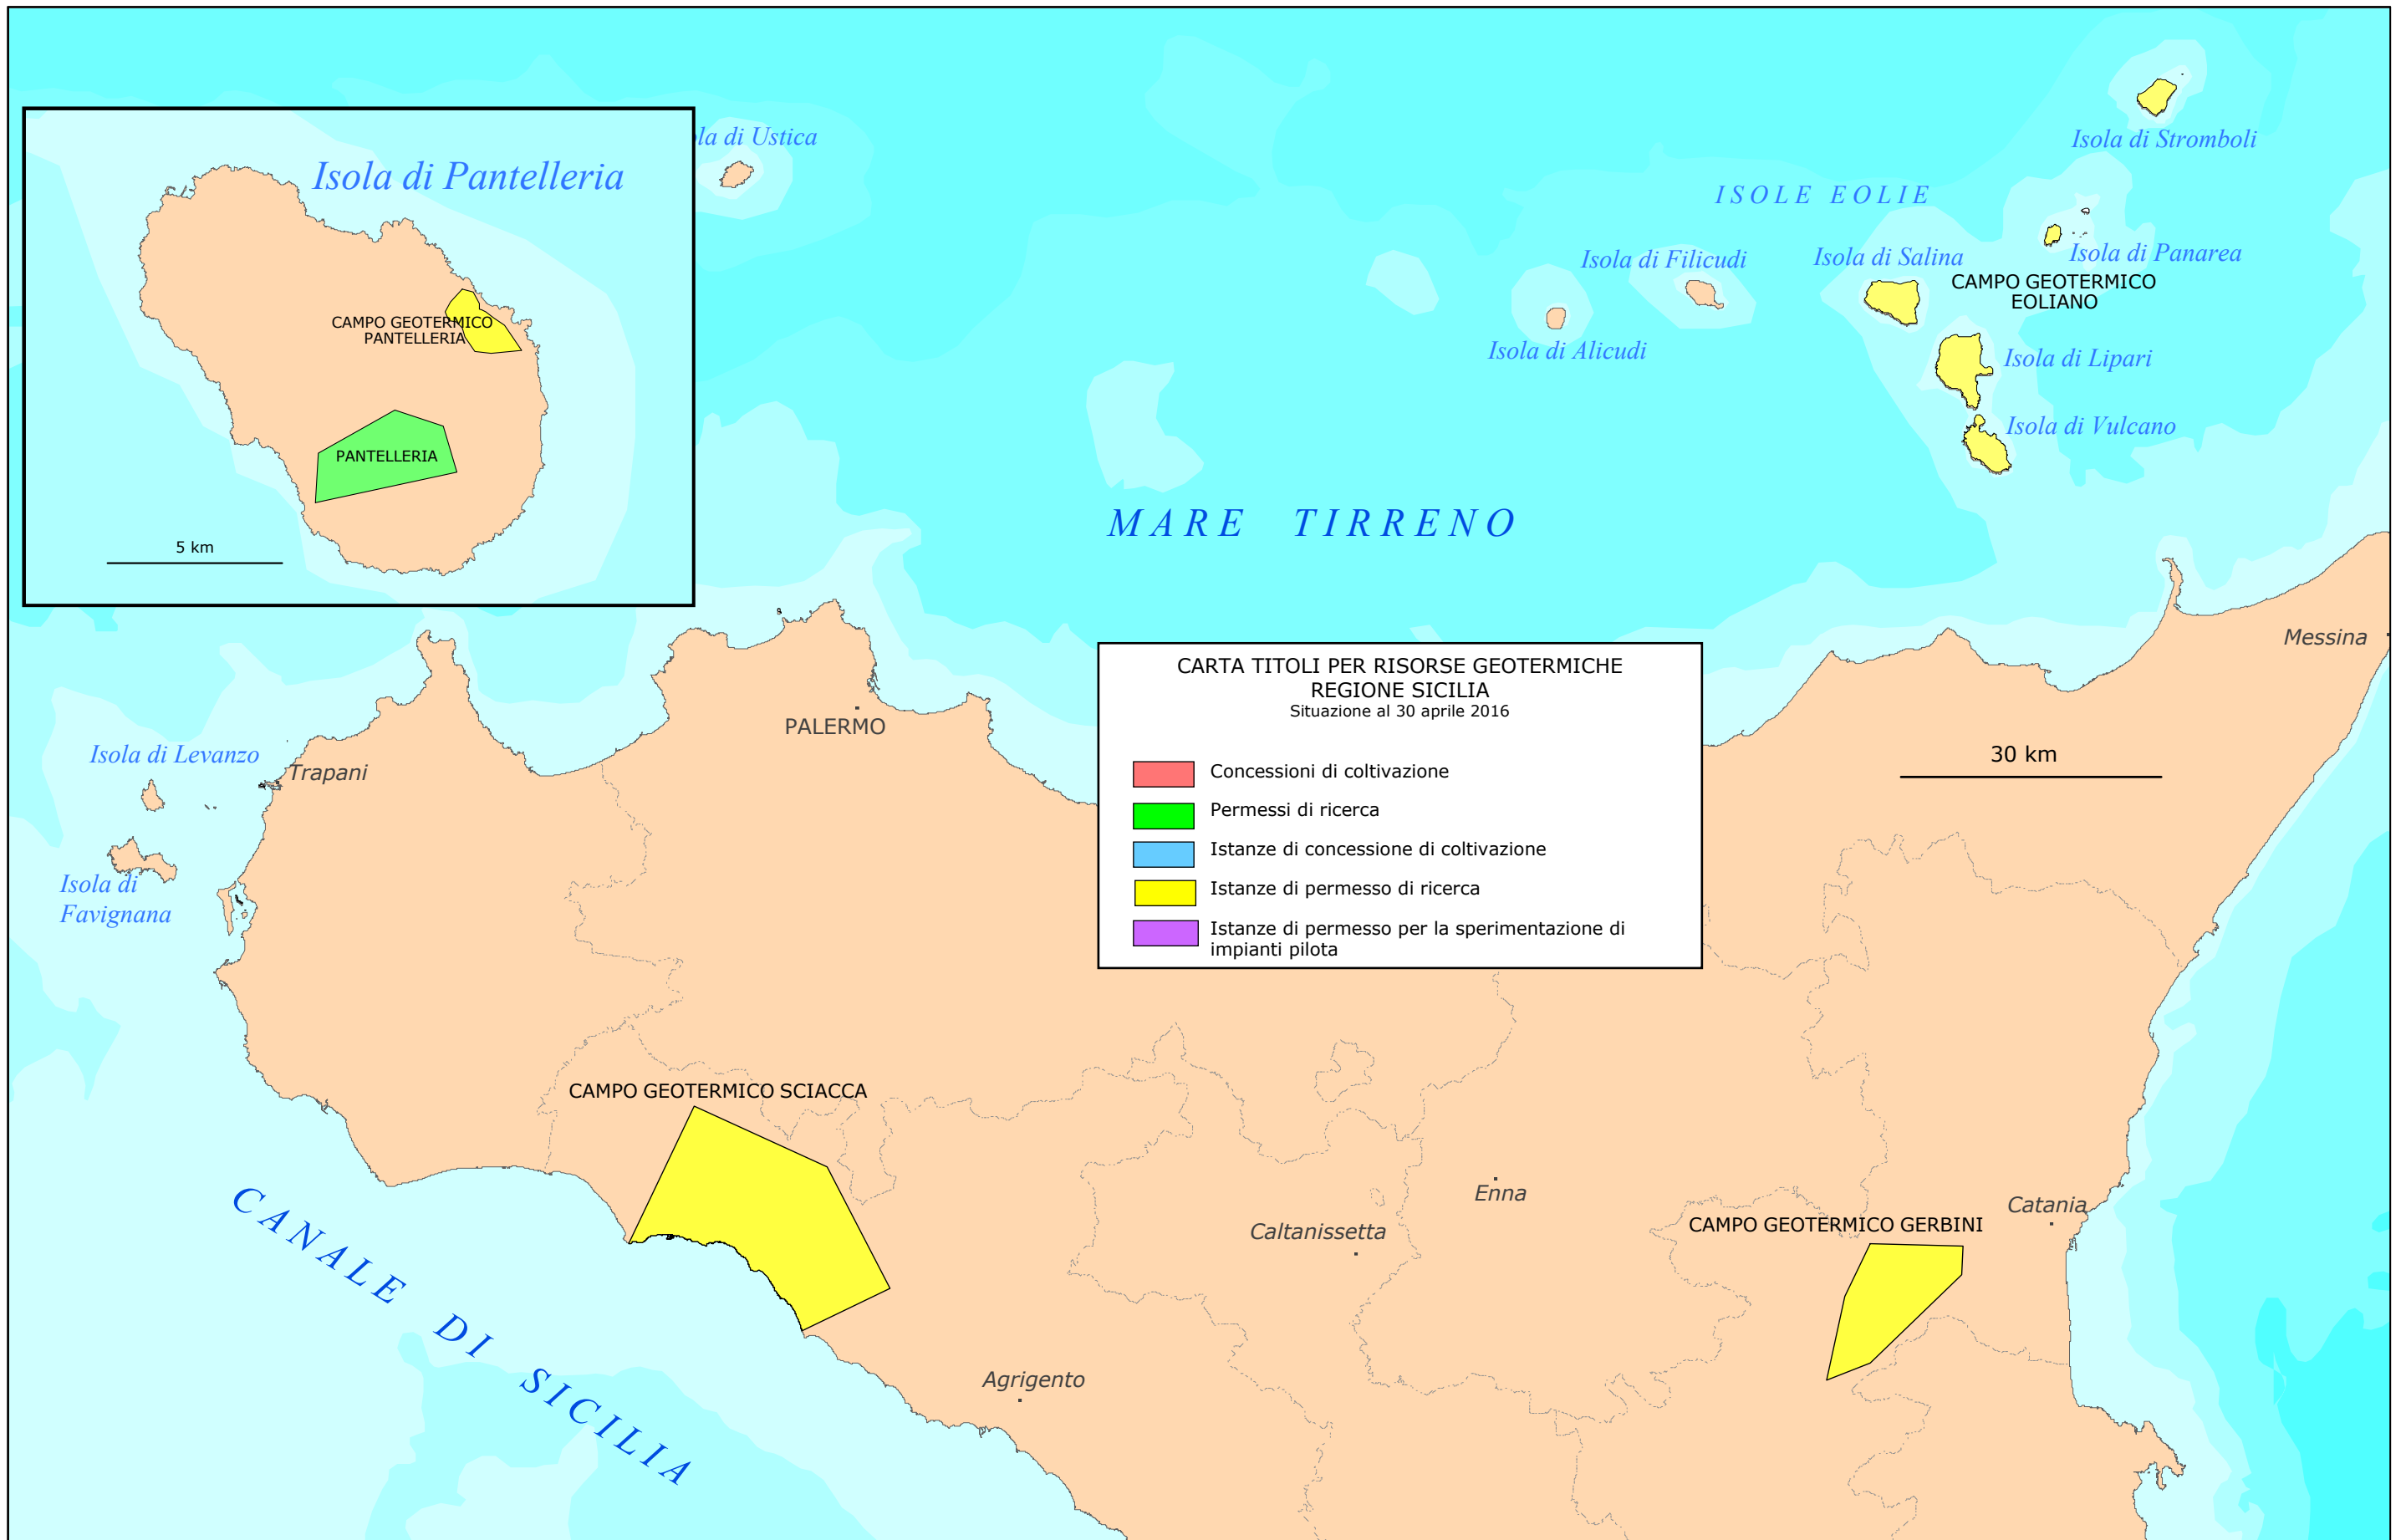 Isola di Pantelleria
CAMPO GEOTERMICO
PANTELLERIA
PANTELLERIA
5 km
la di Ustica
Isola di Stromboli
ISOLE EOLIE
Isola di Panarea
Isola di Filicudi
Isola di Salina
CAMPO GEOTERMICO
EOLIANO
Isola di Alicudi
Isola di Lipari
Isola di Vulcano
MARE TIRRENO
Messina
PALERMO
Isola di Levanzo
Trapani
Isola di
Favignana
CARTA TITOLI PER RISORSE GEOTERMICHE
REGIONE SICILIA
Situazione al 30 aprile 2016
Concessioni di coltivazione
Permessi di ricerca
Istanze di concessione di coltivazione
Istanze di permesso di ricerca
Istanze di permesso per la sperimentazione di
impianti pilota
30 km
CAMPO GEOTERMICO SCIACCA
Enna
Caltanissetta
Catania
CAMPO GEOTERMICO GERBINI
Agrigento
CANALE DI SICILIA